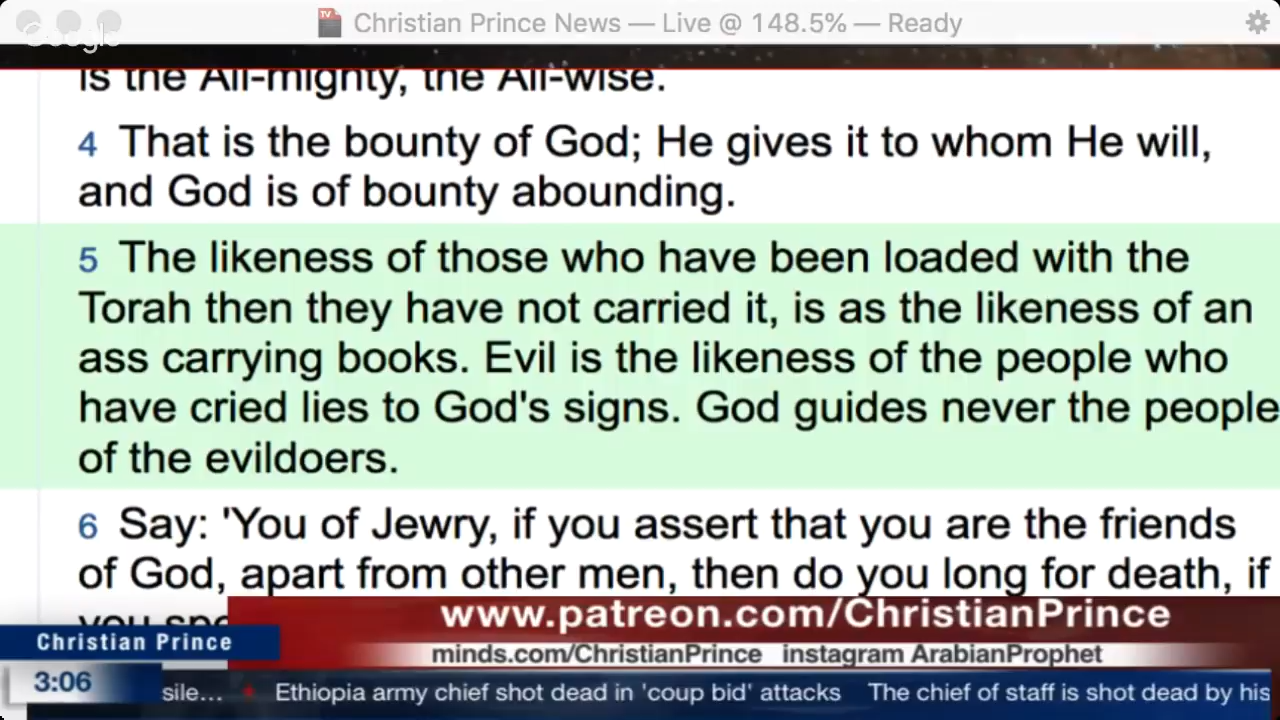 Christian Prince News — Live @ 148.5% — Ready
Google
is the All-mighty, the All-wise.
4 That is the bounty of God; He gives it to whom He will,
and God is of bounty abounding.
5 The likeness of those who have been loaded with the
Torah then they have not carried it, is as the likeness of an
ass carrying books. Evil is the likeness of the people who
have cried lies to God's signs. God guides never the people
of the evildoers.
6 Say: 'You of Jewry, if you assert that you are the friends
of God, apart from other men, then do you long for death, if
you spe
www.patreon.com/ChristianPrince
Christian Prince
minds.com/ChristianPrince instagram ArabianProphet
3:06
sile... Ethiopia army chief shot dead in 'coup bid' attacks The chief of staff is shot dead by his